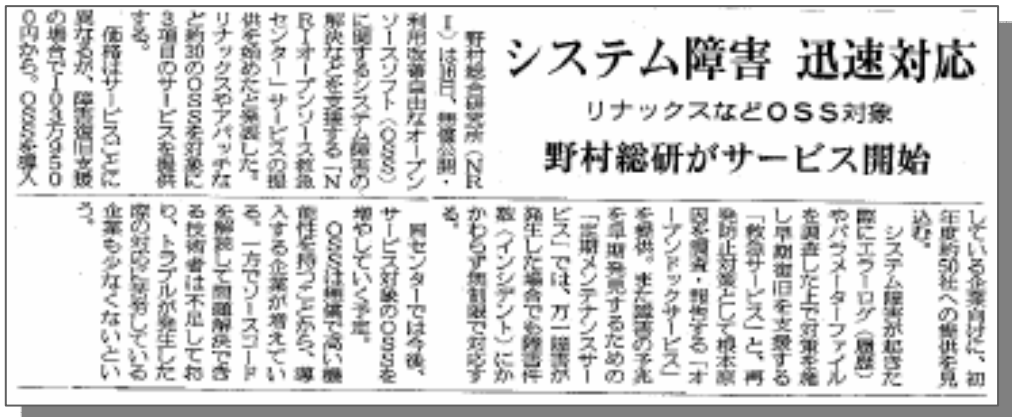 システム障害 迅速対応
リナックスなどOSS対象
野村総研がサービス開始
野村総合研究所(NR
I)は16日、無償公開・
利用改変自由なオープン
ソースソフト(OSS)
に関するシステム障害の
解決などを支援する「N
RIオープンソース救急
センター」サービスの提
供を始めたと発表した。
リナックスやアパッチな
ど約30のOSSを対象に
3項目のサービスを提供
する。
価格はサービスごとに
異なるが、障害復旧支援
の場合で103万950
0円から。OSSを導入
している企業向けに、初
年度約50社への提供を見
込む。
システム障害が起きた
際にエラーログ(履歴)
やパラメーターファイル
を調査した上で対策を施
し早期復旧を支援する
「救急サービス」と、再
発防止対策として根本原
因を調査・報告する「オ
ーブンドックサービス」
を提供。また障害の予兆
を早期発見するための
「定期メンテナンスサー
ビス」では、万一障害が
発生した場合でも障害件
数(インシデント)にか
かわらず無制限で対応す
る。
同センターでは今後、
サービス対象のOSSを
増やしていく予定。
OSSは無償で高い機
能性を持つことから、導
入する企業が増えてい
る。一方でソースコード
を解読して問題解決でき
る技術者は不足してお
り、トラブルが発生した
際の対応に苦労している
企業も少なくないとい
う。